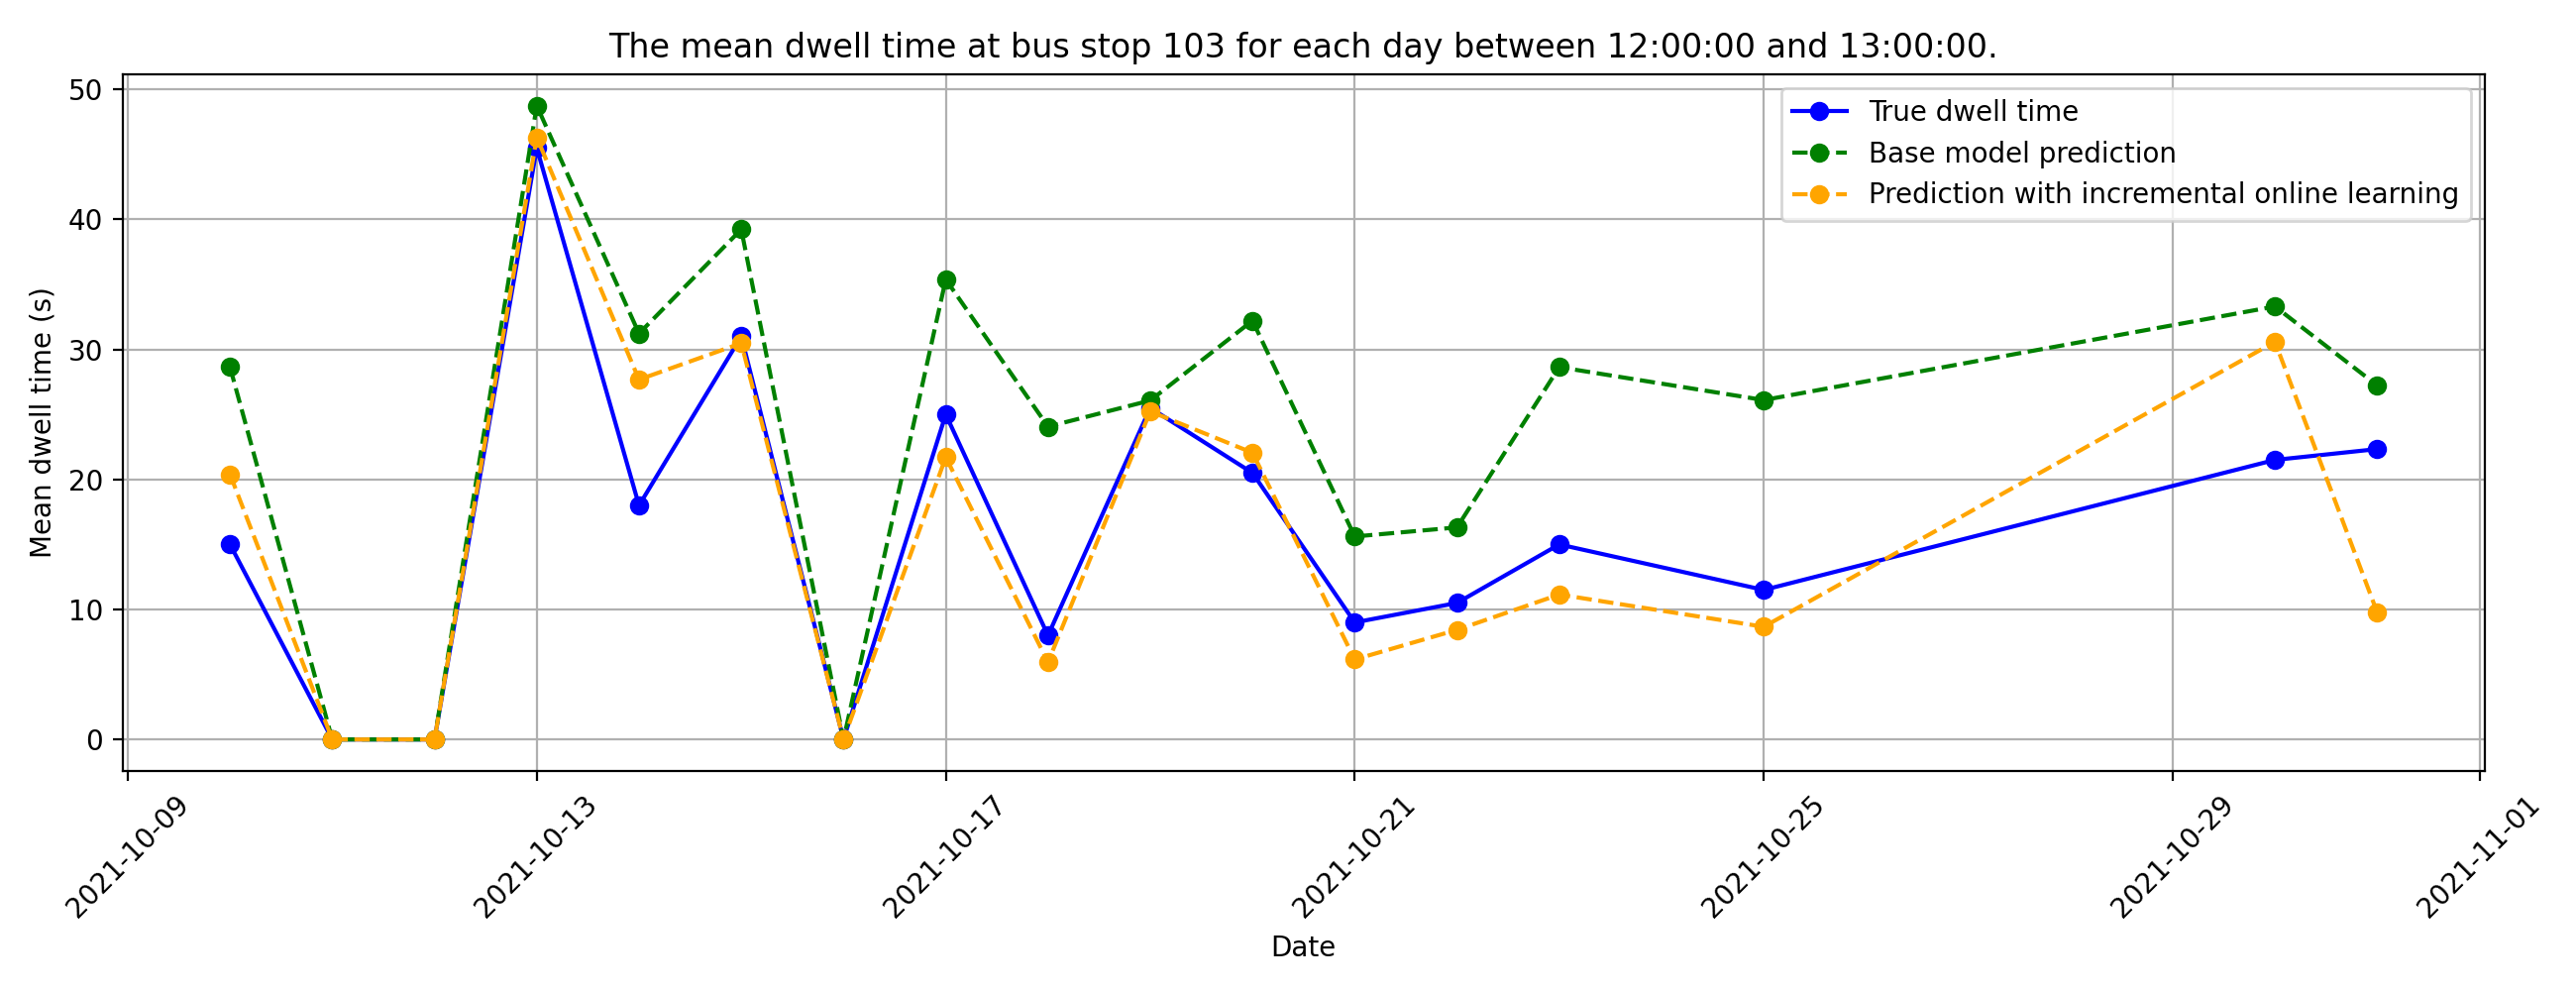 The mean dwell time at bus stop 103 for each day between 12:00:00 and 13:00:00.
50
40
30
20
10
0
Mean dwell time (s)
True dwell time
Base model prediction
Prediction with incremental online learning
2021-10-09
2021-10-13
2021-10-17
2021-10-21
2021-10-25
2021-10-29
2021-11-01
Date